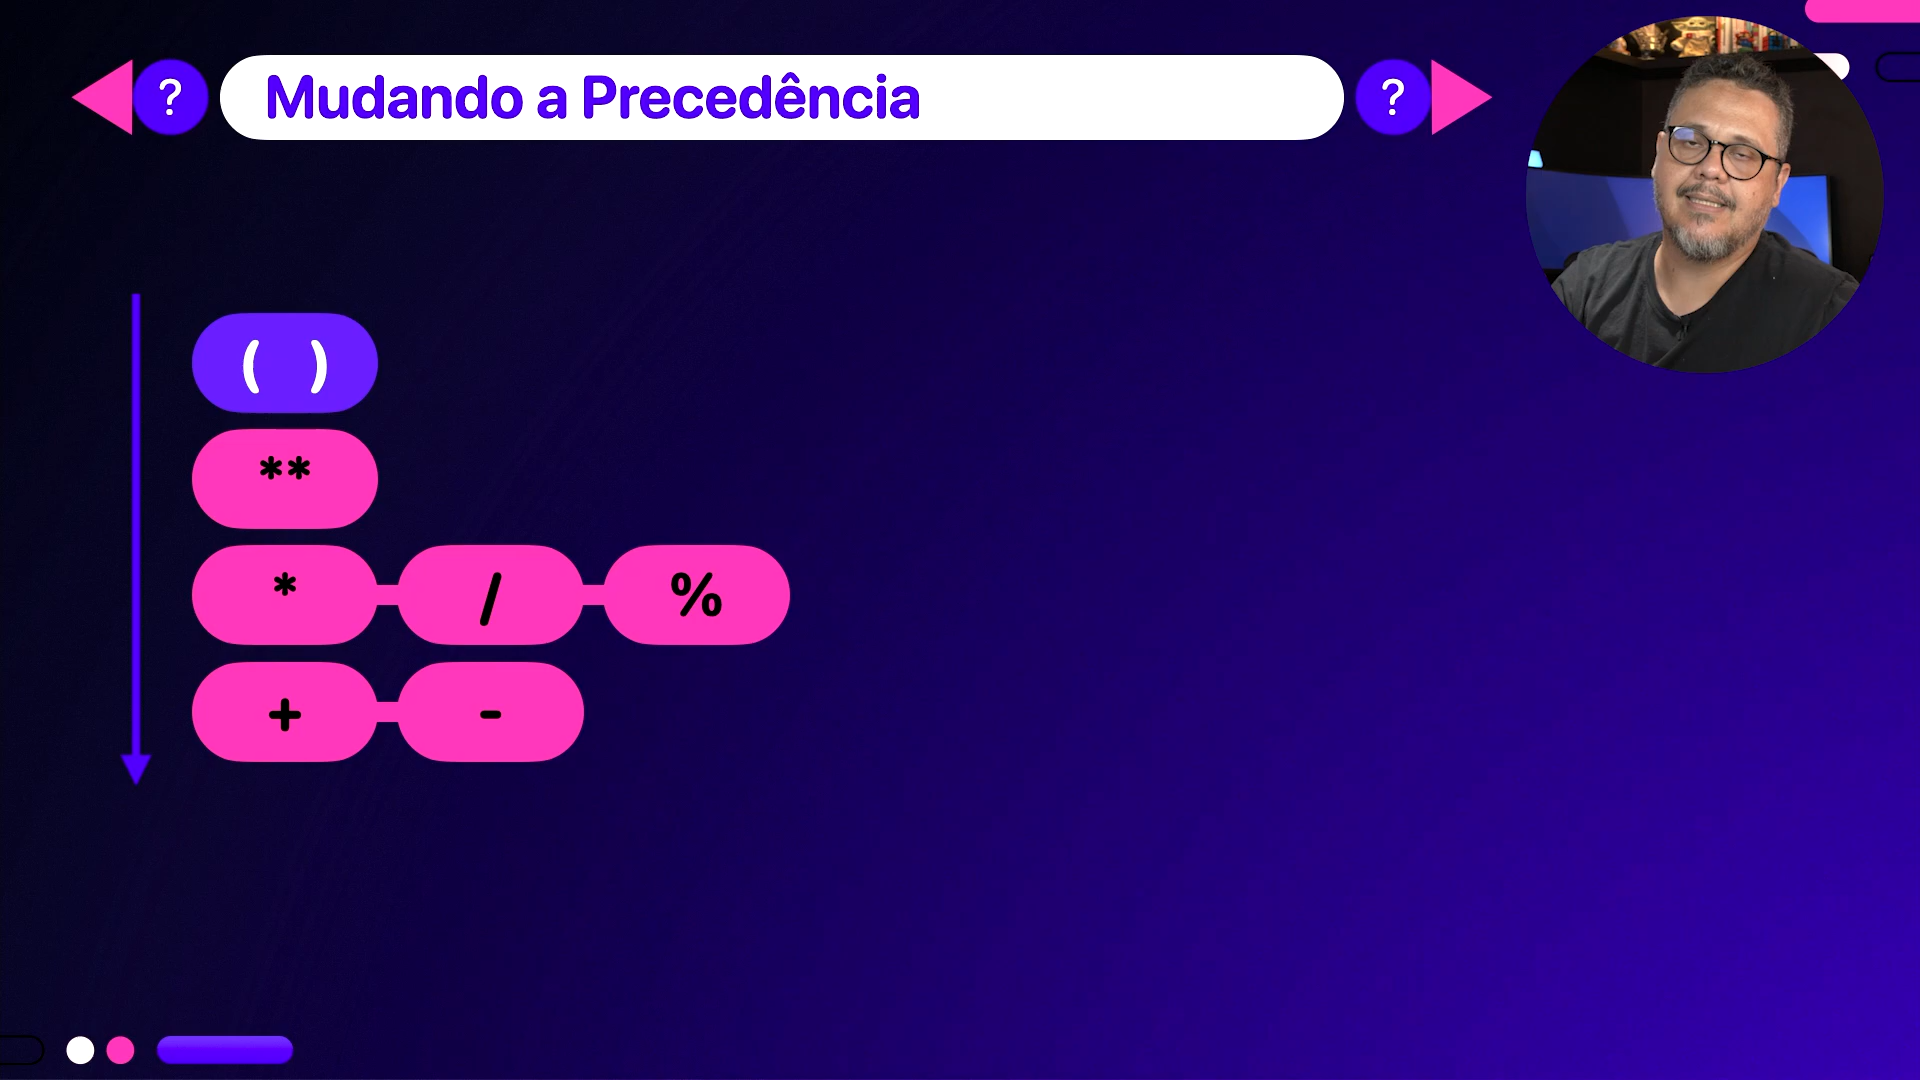 ? Mudando a Precedência ?
( )
**
* / %
+ -